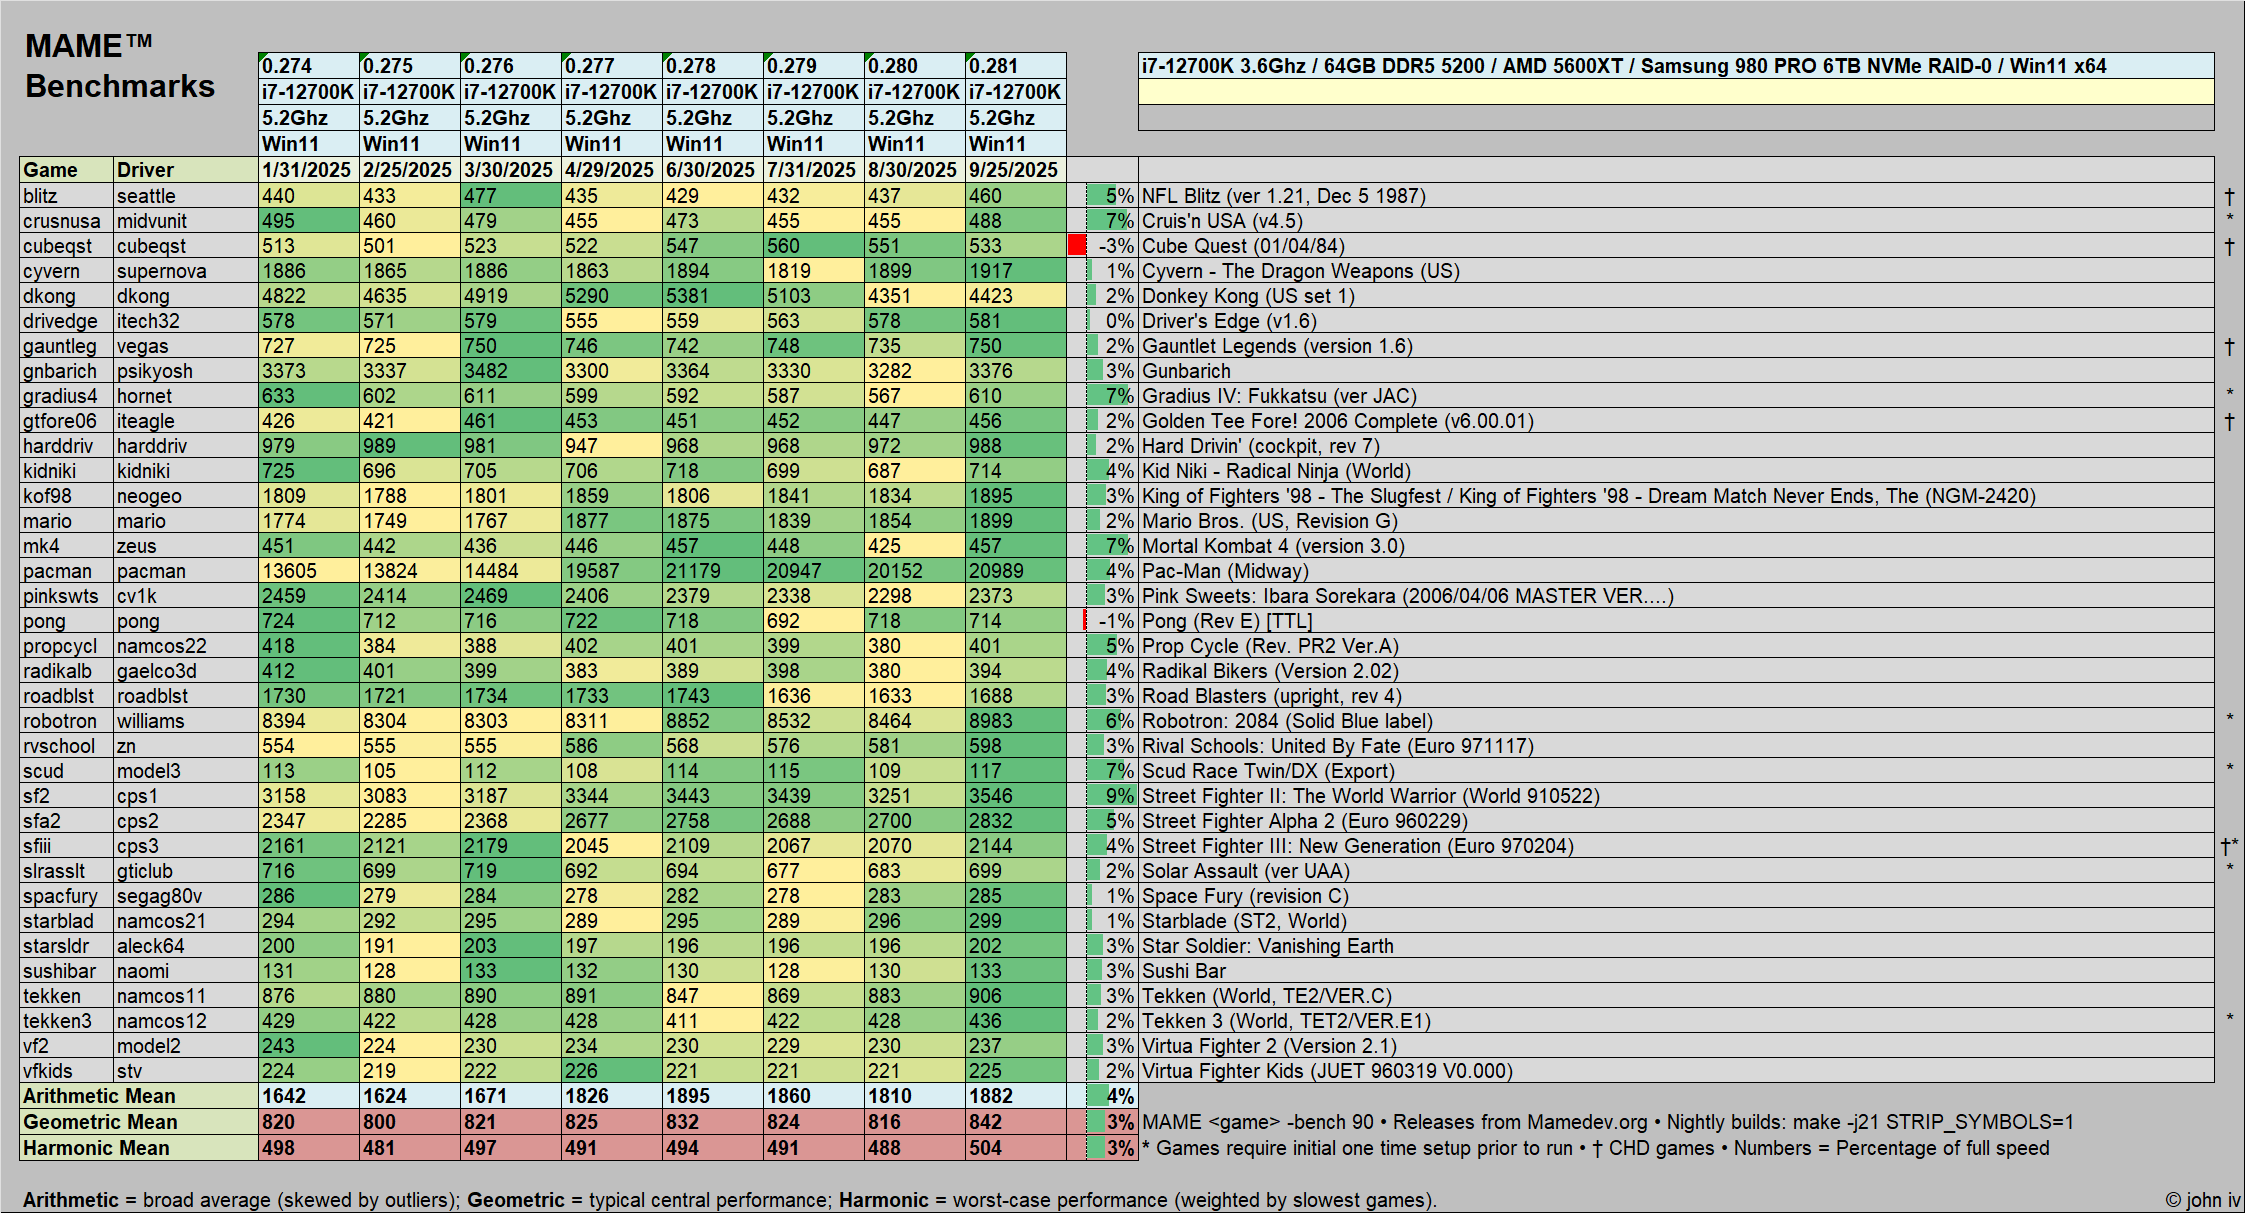 MAME™
Benchmarks
0.274 0.275 0.276 0.277 0.278 0.279 0.280 0.281 i7-12700K 3.6Ghz / 64GB DDR5 5200 / AMD 5600XT / Samsung 980 PRO 6TB NVMe RAID-0 / Win11 x64
i7-12700K i7-12700K i7-12700K i7-12700K i7-12700K i7-12700K i7-12700K i7-12700K
5.2Ghz 5.2Ghz 5.2Ghz 5.2Ghz 5.2Ghz 5.2Ghz 5.2Ghz 5.2Ghz
Win11 Win11 Win11 Win11 Win11 Win11 Win11 Win11
Game Driver 1/31/2025 2/25/2025 3/30/2025 4/29/2025 6/30/2025 7/31/2025 8/30/2025 9/25/2025
blitz seattle 440 433 477 435 429 432 437 460 5% NFL Blitz (ver 1.21, Dec 5 1987) †
crusnusa midvunit 495 460 479 455 473 455 455 488 7% Cruis'n USA (v4.5) *
cubeqst cubeqst 513 501 523 522 547 560 551 533 -3% Cube Quest (01/04/84) †
cyvern supernova 1886 1865 1886 1863 1894 1819 1899 1917 1% Cyvern - The Dragon Weapons (US)
dkong dkong 4822 4635 4919 5290 5381 5103 4351 4423 2% Donkey Kong (US set 1)
drivedge itech32 578 571 579 555 559 563 578 581 0% Driver's Edge (v1.6)
gauntleg vegas 727 725 750 746 742 748 735 750 2% Gauntlet Legends (version 1.6) †
gnbarich psikyosh 3373 3337 3482 3300 3364 3330 3282 3376 3% Gunbarich
gradius4 hornet 633 602 611 599 592 587 567 610 7% Gradius IV: Fukkatsu (ver JAC) *
gtfore06 iteagle 426 421 461 453 451 452 447 456 2% Golden Tee Fore! 2006 Complete (v6.00.01) †
harddriv harddriv 979 989 981 947 968 968 972 988 2% Hard Drivin' (cockpit, rev 7)
kidniki kidniki 725 696 705 706 718 699 687 714 4% Kid Niki - Radical Ninja (World)
kof98 neogeo 1809 1788 1801 1859 1806 1841 1834 1895 3% King of Fighters '98 - The Slugfest / King of Fighters '98 - Dream Match Never Ends, The (NGM-2420)
mario mario 1774 1749 1767 1877 1875 1839 1854 1899 2% Mario Bros. (US, Revision G)
mk4 zeus 451 442 436 446 457 448 425 457 7% Mortal Kombat 4 (version 3.0)
pacman pacman 13605 13824 14484 19587 21179 20947 20152 20989 4% Pac-Man (Midway)
pinkswts cv1k 2459 2414 2469 2406 2379 2338 2298 2373 3% Pink Sweets: Ibara Sorekara (2006/04/06 MASTER VER....)
pong pong 724 712 716 722 718 692 718 714 -1% Pong (Rev E) [TTL]
propcycl namcos22 418 384 388 402 401 399 380 401 5% Prop Cycle (Rev. PR2 Ver.A)
radikalb gaelco3d 412 401 399 383 389 398 380 394 4% Radikal Bikers (Version 2.02)
roadblst roadblst 1730 1721 1734 1733 1743 1636 1633 1688 3% Road Blasters (upright, rev 4)
robotron williams 8394 8304 8303 8311 8852 8532 8464 8983 6% Robotron: 2084 (Solid Blue label) *
rvschool zn 554 555 555 586 568 576 581 598 3% Rival Schools: United By Fate (Euro 971117)
scud model3 113 105 112 108 114 115 109 117 7% Scud Race Twin/DX (Export) *
sf2 cps1 3158 3083 3187 3344 3443 3439 3251 3546 9% Street Fighter II: The World Warrior (World 910522)
sfa2 cps2 2347 2285 2368 2677 2758 2688 2700 2832 5% Street Fighter Alpha 2 (Euro 960229)
sfiii cps3 2161 2121 2179 2045 2109 2067 2070 2144 4% Street Fighter III: New Generation (Euro 970204) †*
slrasslt gticlub 716 699 719 692 694 677 683 699 2% Solar Assault (ver UAA) *
spacfury segag80v 286 279 284 278 282 278 283 285 1% Space Fury (revision C)
starblad namcos21 294 292 295 289 295 289 296 299 1% Starblade (ST2, World)
starsldr aleck64 200 191 203 197 196 196 196 202 3% Star Soldier: Vanishing Earth
sushibar naomi 131 128 133 132 130 128 130 133 3% Sushi Bar
tekken namcos11 876 880 890 891 847 869 883 906 3% Tekken (World, TE2/VER.C)
tekken3 namcos12 429 422 428 428 411 422 428 436 2% Tekken 3 (World, TET2/VER.E1) *
vf2 model2 243 224 230 234 230 229 230 237 3% Virtua Fighter 2 (Version 2.1)
vfkids stv 224 219 222 226 221 221 221 225 2% Virtua Fighter Kids (JUET 960319 V0.000)
Arithmetic Mean 1642 1624 1671 1826 1895 1860 1810 1882 4%
Geometric Mean 820 800 821 825 832 824 816 842 3% MAME <game> -bench 90 • Releases from Mamedev.org • Nightly builds: make -j21 STRIP_SYMBOLS=1
Harmonic Mean 498 481 497 491 494 491 488 504 3% * Games require initial one time setup prior to run • † CHD games • Numbers = Percentage of full speed
Arithmetic = broad average (skewed by outliers); Geometric = typical central performance; Harmonic = worst-case performance (weighted by slowest games). © john iv